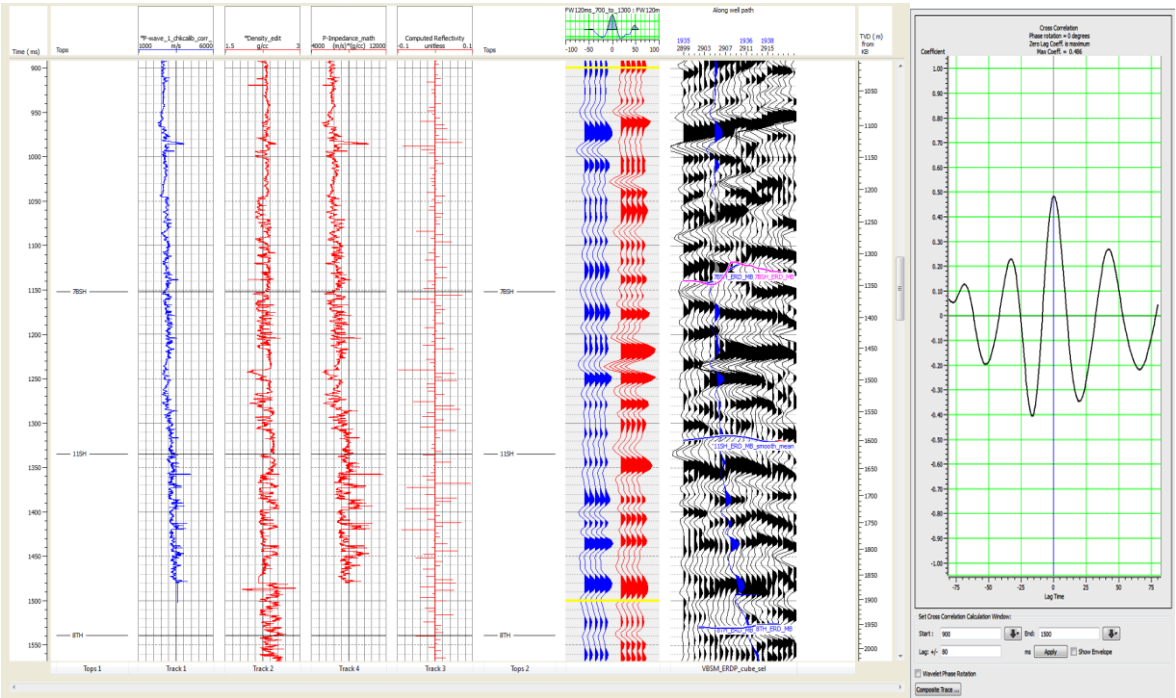 FW120ms_700_to_1300 : FW120m
Along well path
*P-wave_1_chkcalib_corr_
*Density_edit
P-Impedance_math
Computed Reflectivity
1935 1936 1938
TVD ( m )
from
KB
Time ( ms )
Tops
1000 m/s 6000
1.5 g/cc 3
4000 (m/s)*(g/cc) 12000
-0.1 unitless 0.1
Tops
-100 -50 0 50 100
2899 2903 2907 2911 2915
900
950
1000
1050
1100
1150
1200
1250
1300
1350
1400
1450
1500
1550
7BSH
11SH
8TH
7BSH
11SH
8TH
7BSH_ERD_MB
7BSH_ERD_MB
11SH_ERD_MB_smooth_mean
8TH_ERD_MB
8TH_ERD_MB
1050
1100
1150
1200
1250
1300
1350
1400
1450
1500
1550
1600
1650
1700
1750
1800
1850
1900
1950
2000
Tops 1
Track 1
Track 2
Track 4
Track 3
Tops 2
VBSM_ERDP_cube_sel
Cross Correlation
Phase rotation = 0 degrees
Zero Lag Coeff. is maximum
Max Coeff. = 0.486
Coefficient
1.00
0.90
0.80
0.70
0.60
0.50
0.40
0.30
0.20
0.10
0
-0.10
-0.20
-0.30
-0.40
-0.50
-0.60
-0.70
-0.80
-0.90
-1.00
-75 -50 -25 0 25 50 75
Lag Time
Set Cross Correlation Calculation Window:
Start : 900 End: 1500
Lag: +/- 80 ms Apply Show Envelope
Wavelet Phase Rotation
Composite Trace ...